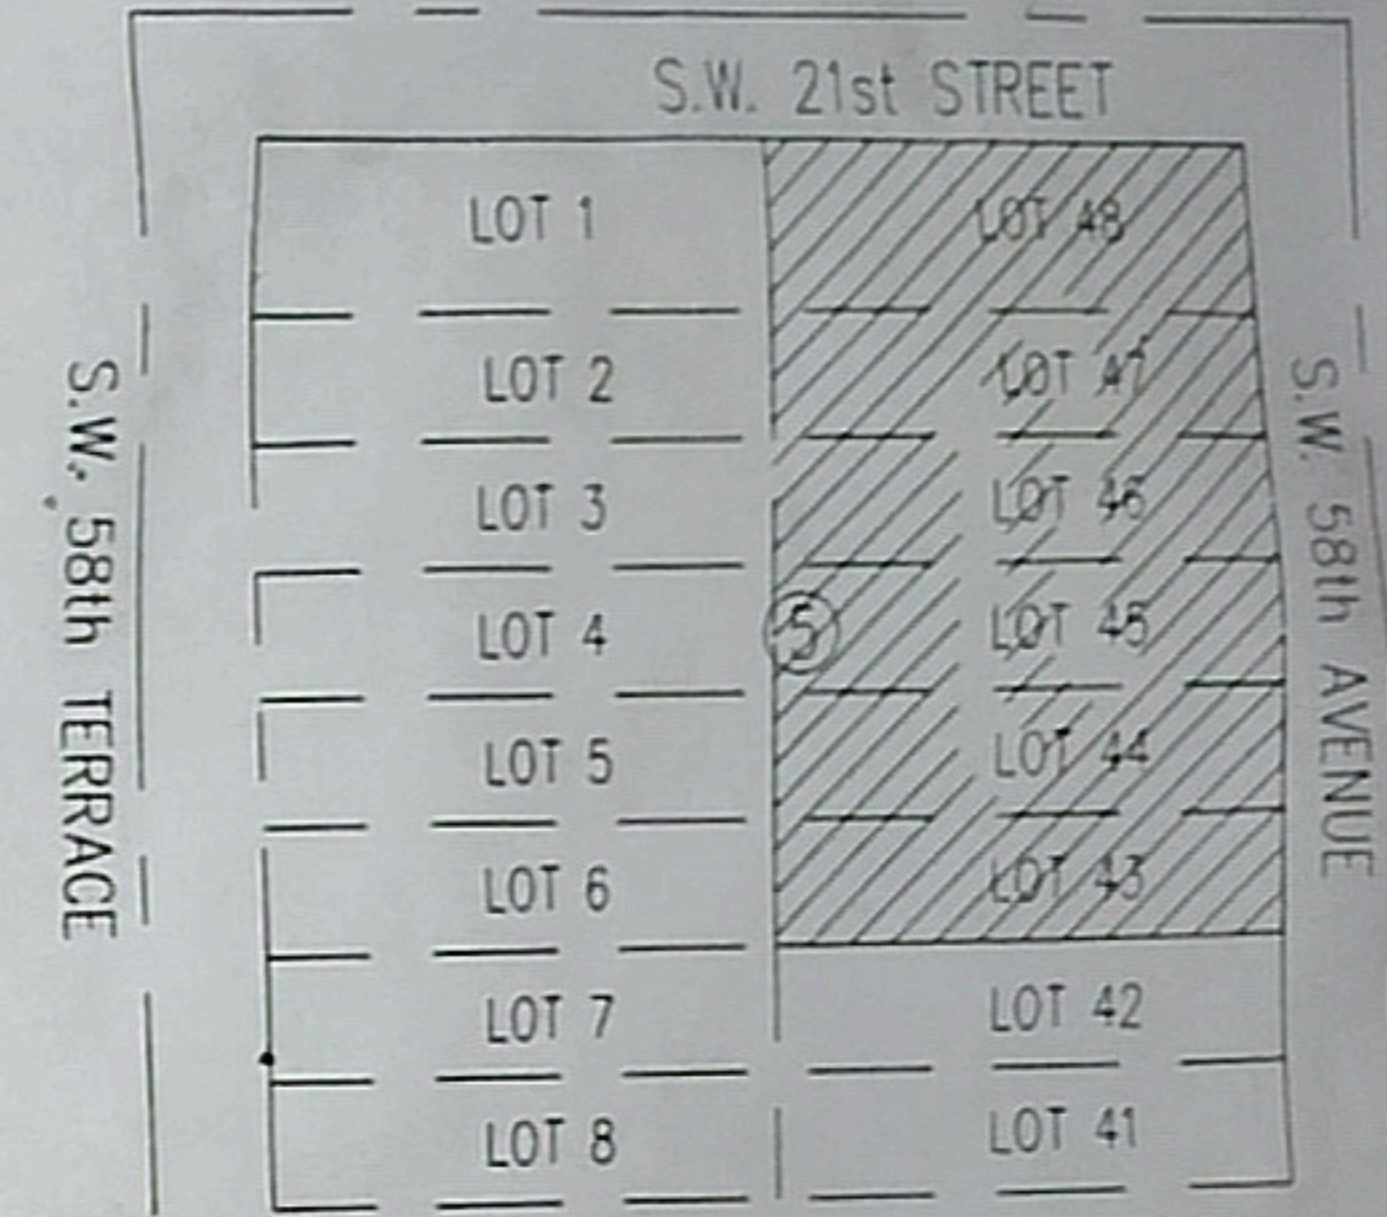 S.W. 21st STREET
LOT 1
LOT 48
LOT 2
LOT 47
LOT 3
LOT 46
LOT 4
5
LOT 45
LOT 5
LOT 44
LOT 6
LOT 43
LOT 7
LOT 42
LOT 8
LOT 41
S.W. 58th TERRACE
S.W. 58th AVENUE